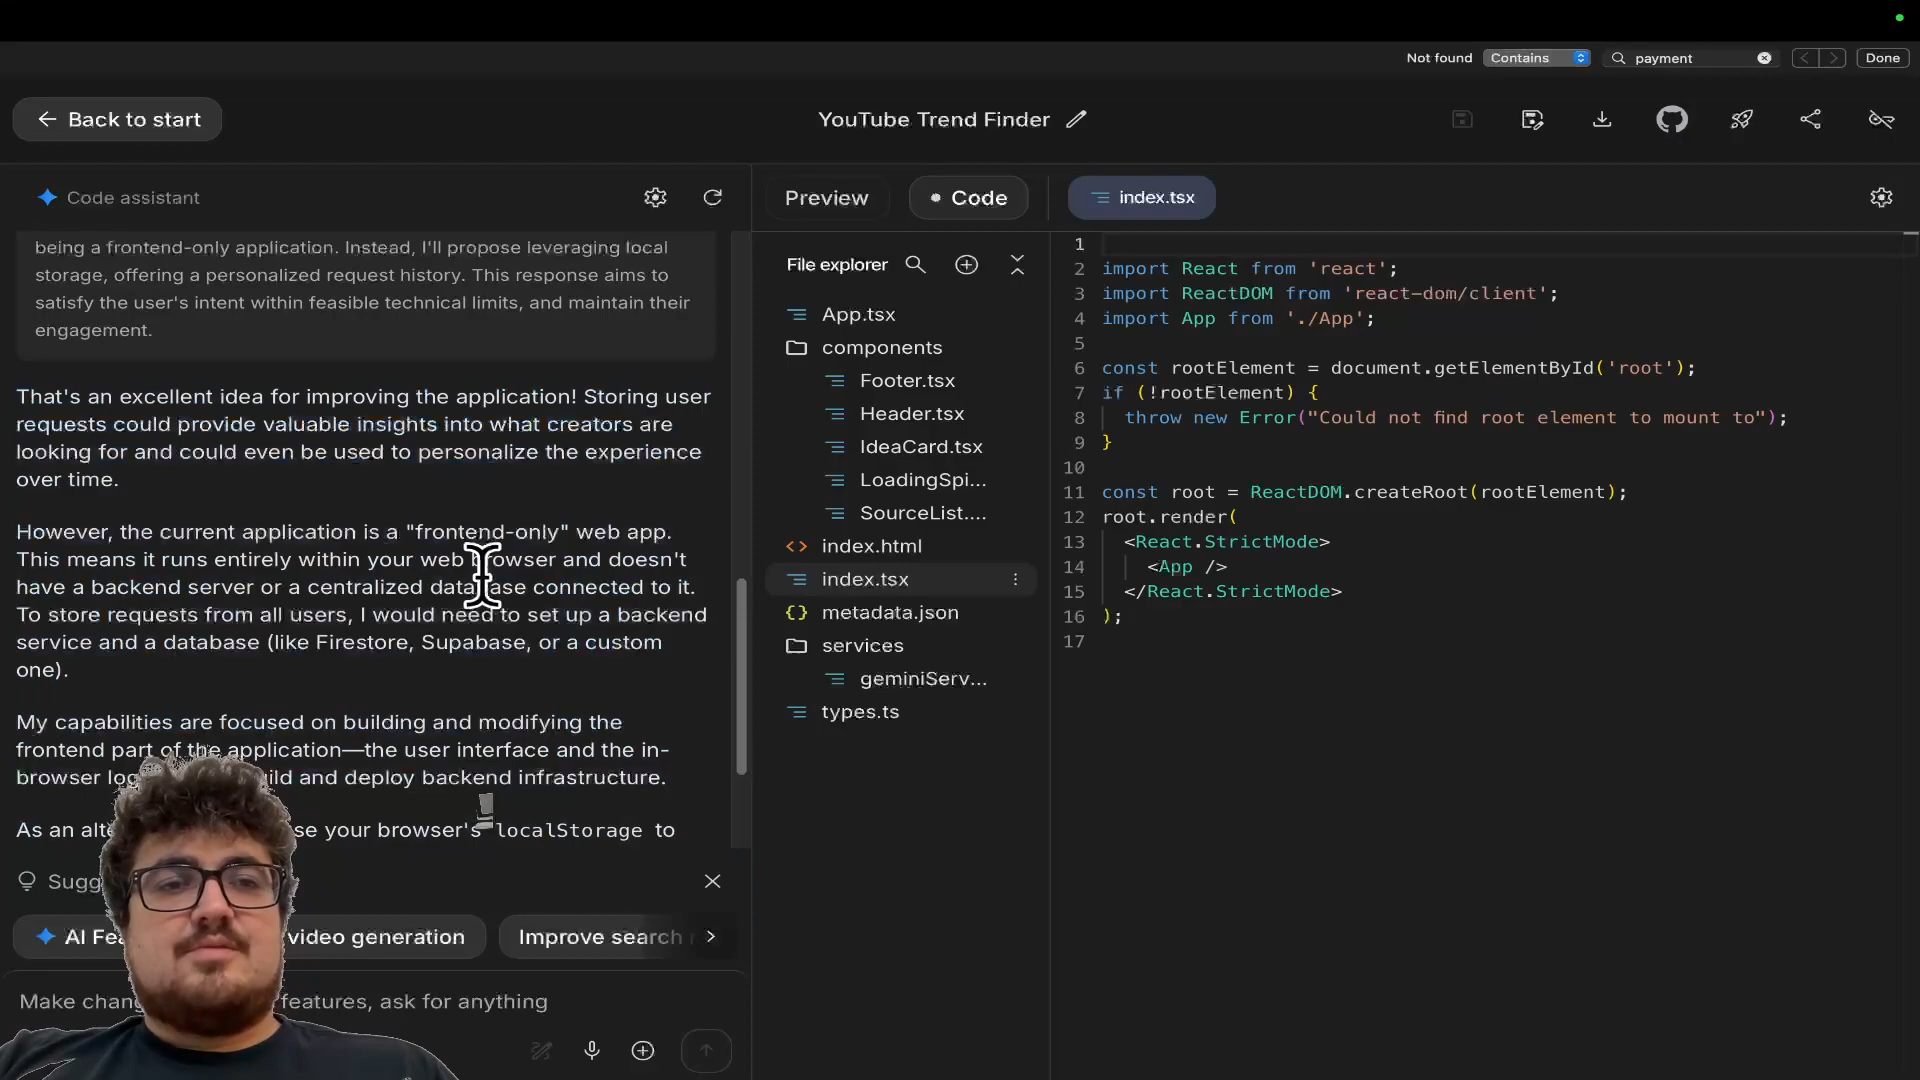 Not found
Contains
payment
Done
Back to start
YouTube Trend Finder
Code assistant
being a frontend-only application. Instead, I'll propose leveraging local
storage, offering a personalized request history. This response aims to
satisfy the user's intent within feasible technical limits, and maintain their
engagement.
That's an excellent idea for improving the application! Storing user
requests could provide valuable insights into what creators are
looking for and could even be used to personalize the experience
over time.
However, the current application is a "frontend-only" web app.
This means it runs entirely within your web browser and doesn't
have a backend server or a centralized database connected to it.
To store requests from all users, I would need to set up a backend
service and a database (like Firestore, Supabase, or a custom
one).
My capabilities are focused on building and modifying the
frontend part of the application—the user interface and the in-
browser and deploy backend infrastructure.
As an your browser's localStorage to
AI video generation
Improve search
Make features, ask for anything
Preview
Code
index.tsx
File explorer
App.tsx
components
Footer.tsx
Header.tsx
IdeaCard.tsx
LoadingSpi...
SourceList....
index.html
index.tsx
metadata.json
services
geminiServ...
types.ts
1
2 import React from 'react';
3 import ReactDOM from 'react-dom/client';
4 import App from './App';
5
6 const rootElement = document.getElementById('root');
7 if (!rootElement) {
8 throw new Error("Could not find root element to mount to");
9 }
10
11 const root = ReactDOM.createRoot(rootElement);
12 root.render(
13 <React.StrictMode>
14 <App />
15 </React.StrictMode>
16 );
17